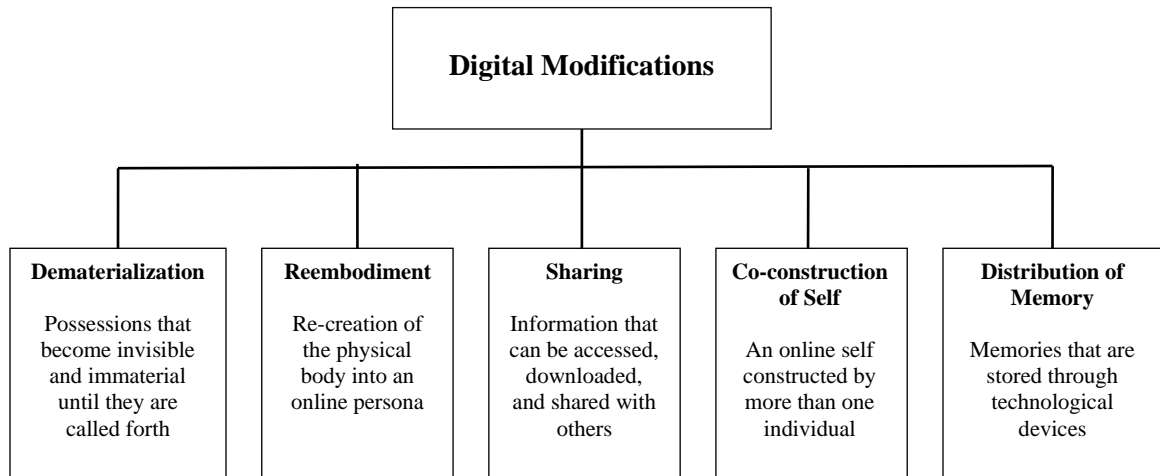 Digital Modifications
Dematerialization
Possessions that
become invisible
and immaterial
until they are
called forth
Reembodiment
Re-creation of
the physical
body into an
online persona
Sharing
Information that
can be accessed,
downloaded,
and shared with
others
Co-construction
of Self
An online self
constructed by
more than one
individual
Distribution of
Memory
Memories that are
stored through
technological
devices